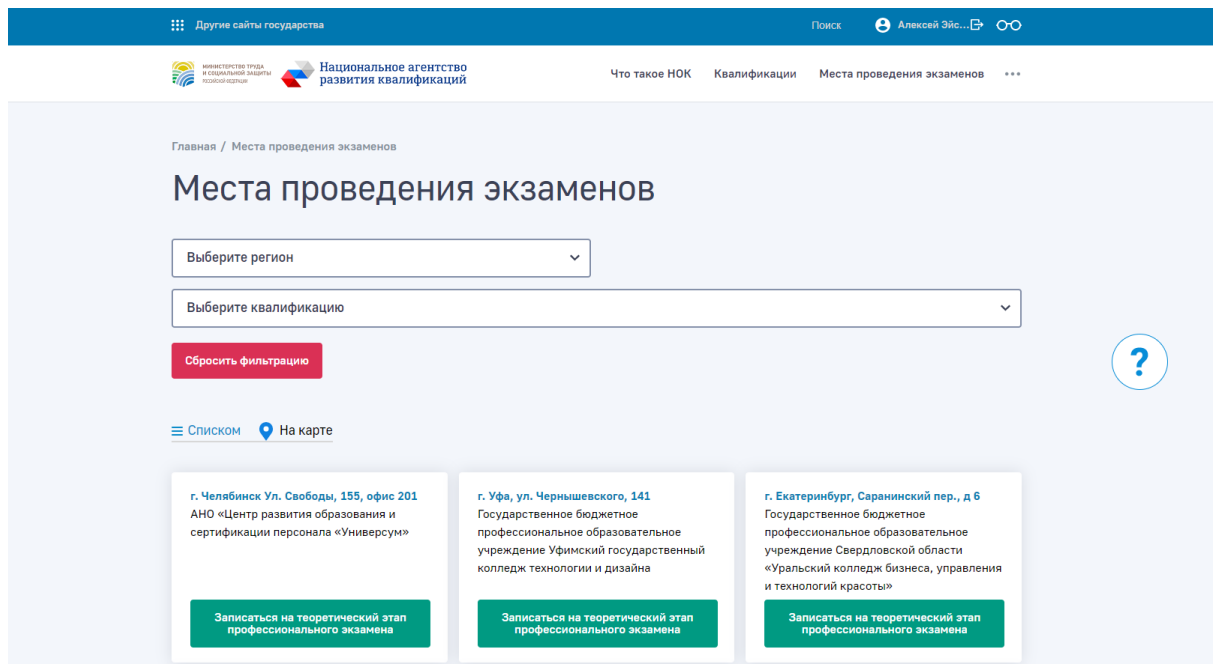 Другие сайты государства
Поиск
Алексей Эйс...
МИНИСТЕРСТВО ТРУДА
И СОЦИАЛЬНОЙ ЗАЩИТЫ
РОССИЙСКОЙ ФЕДЕРАЦИИ
Национальное агентство
развития квалификаций
Что такое НОК
Квалификации
Места проведения экзаменов
Главная / Места проведения экзаменов
Места проведения экзаменов
Выберите регион
Выберите квалификацию
Сбросить фильтрацию
?
Списком
На карте
г. Челябинск Ул. Свободы, 155, офис 201
АНО «Центр развития образования и
сертификации персонала «Универсум»
Записаться на теоретический этап
профессионального экзамена
г. Уфа, ул. Чернышевского, 141
Государственное бюджетное
профессиональное образовательное
учреждение Уфимский государственный
колледж технологии и дизайна
Записаться на теоретический этап
профессионального экзамена
г. Екатеринбург, Саранинский пер., д 6
Государственное бюджетное
профессиональное образовательное
учреждение Свердловской области
«Уральский колледж бизнеса, управления
и технологий красоты»
Записаться на теоретический этап
профессионального экзамена